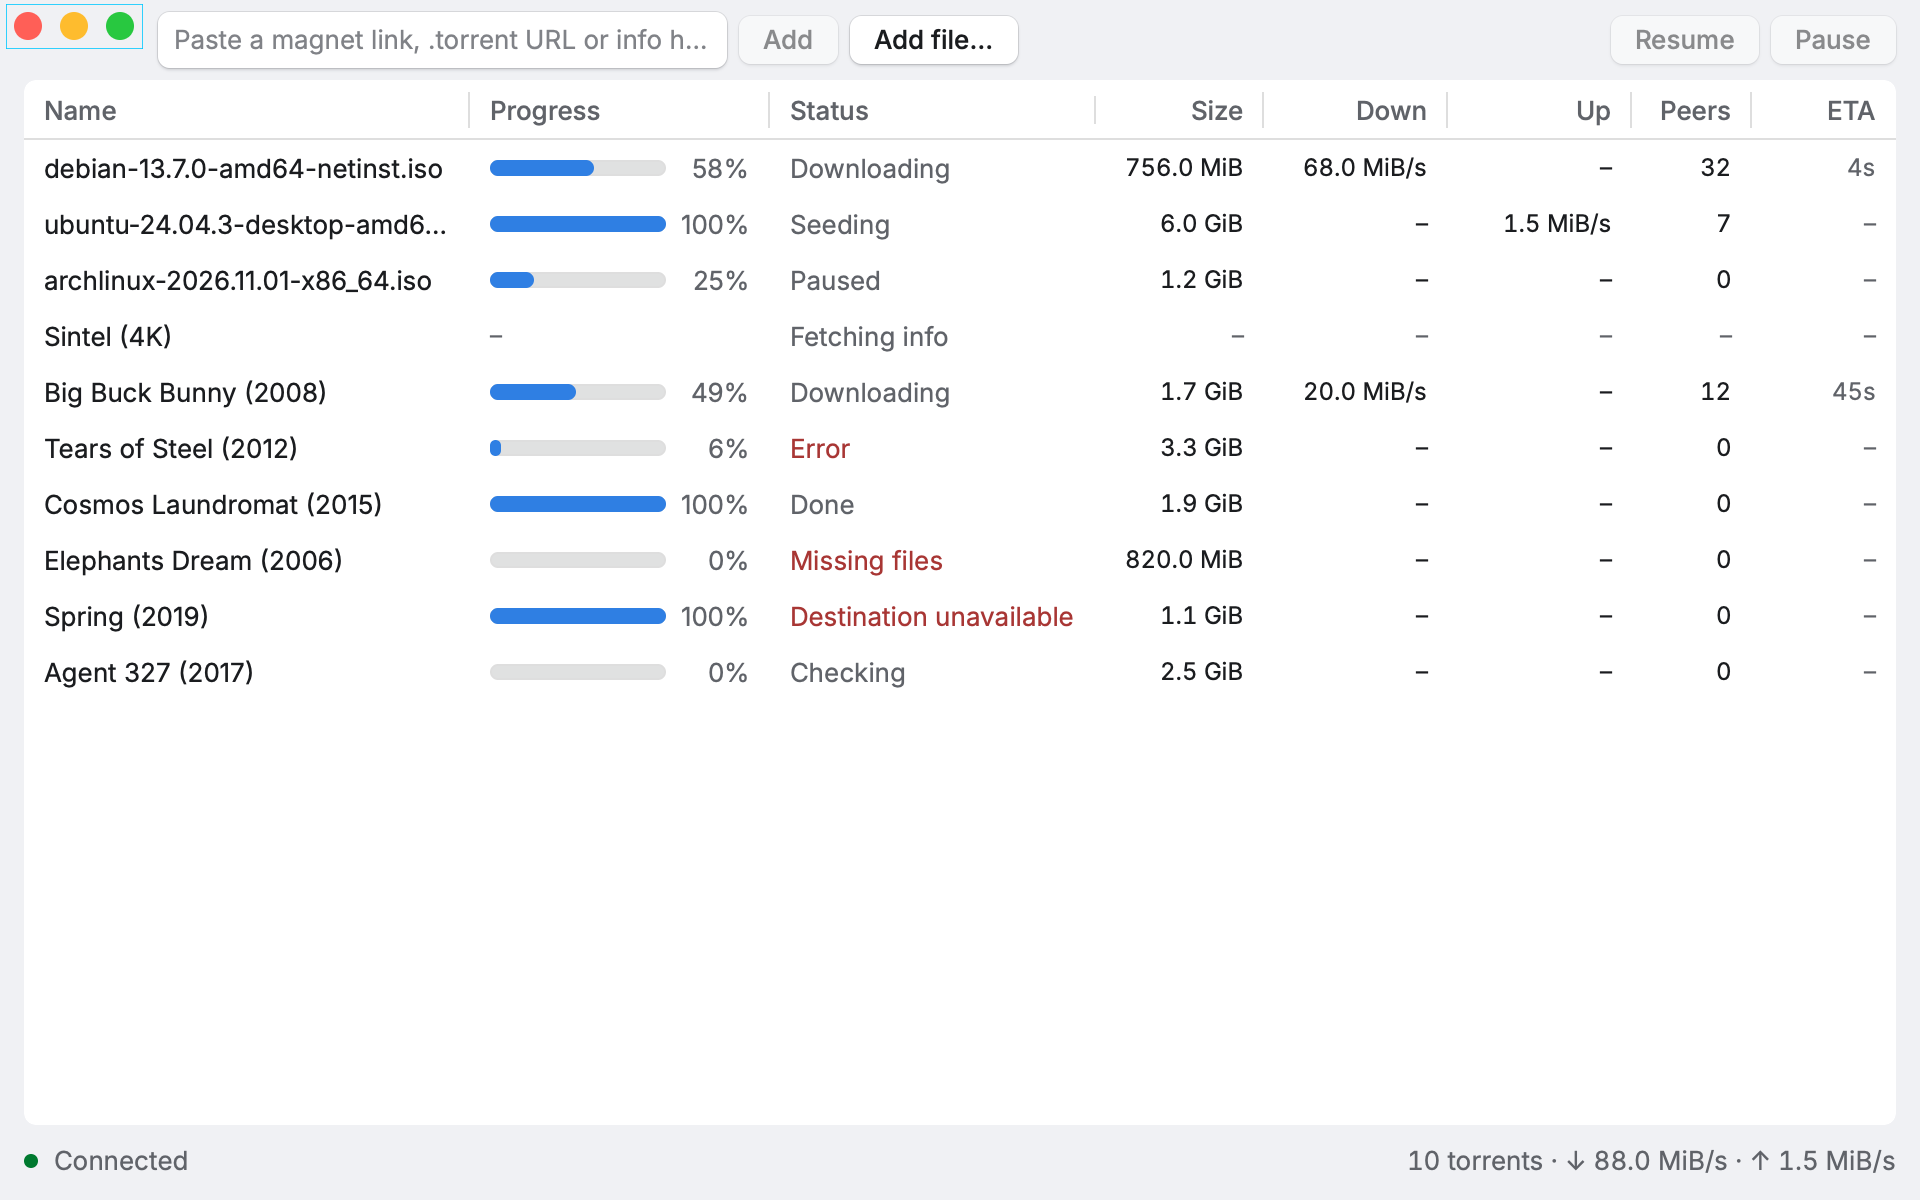 Paste a magnet link, .torrent URL or info h... Add Add file... Resume Pause
Name Progress Status Size Down Up Peers ETA
debian-13.7.0-amd64-netinst.iso 58% Downloading 756.0 MiB 68.0 MiB/s – 32 4s
ubuntu-24.04.3-desktop-amd6... 100% Seeding 6.0 GiB – 1.5 MiB/s 7 –
archlinux-2026.11.01-x86_64.iso 25% Paused 1.2 GiB – – 0 –
Sintel (4K) – Fetching info – – – – –
Big Buck Bunny (2008) 49% Downloading 1.7 GiB 20.0 MiB/s – 12 45s
Tears of Steel (2012) 6% Error 3.3 GiB – – 0 –
Cosmos Laundromat (2015) 100% Done 1.9 GiB – – 0 –
Elephants Dream (2006) 0% Missing files 820.0 MiB – – 0 –
Spring (2019) 100% Destination unavailable 1.1 GiB – – 0 –
Agent 327 (2017) 0% Checking 2.5 GiB – – 0 –
Connected 10 torrents · ↓ 88.0 MiB/s · ↑ 1.5 MiB/s